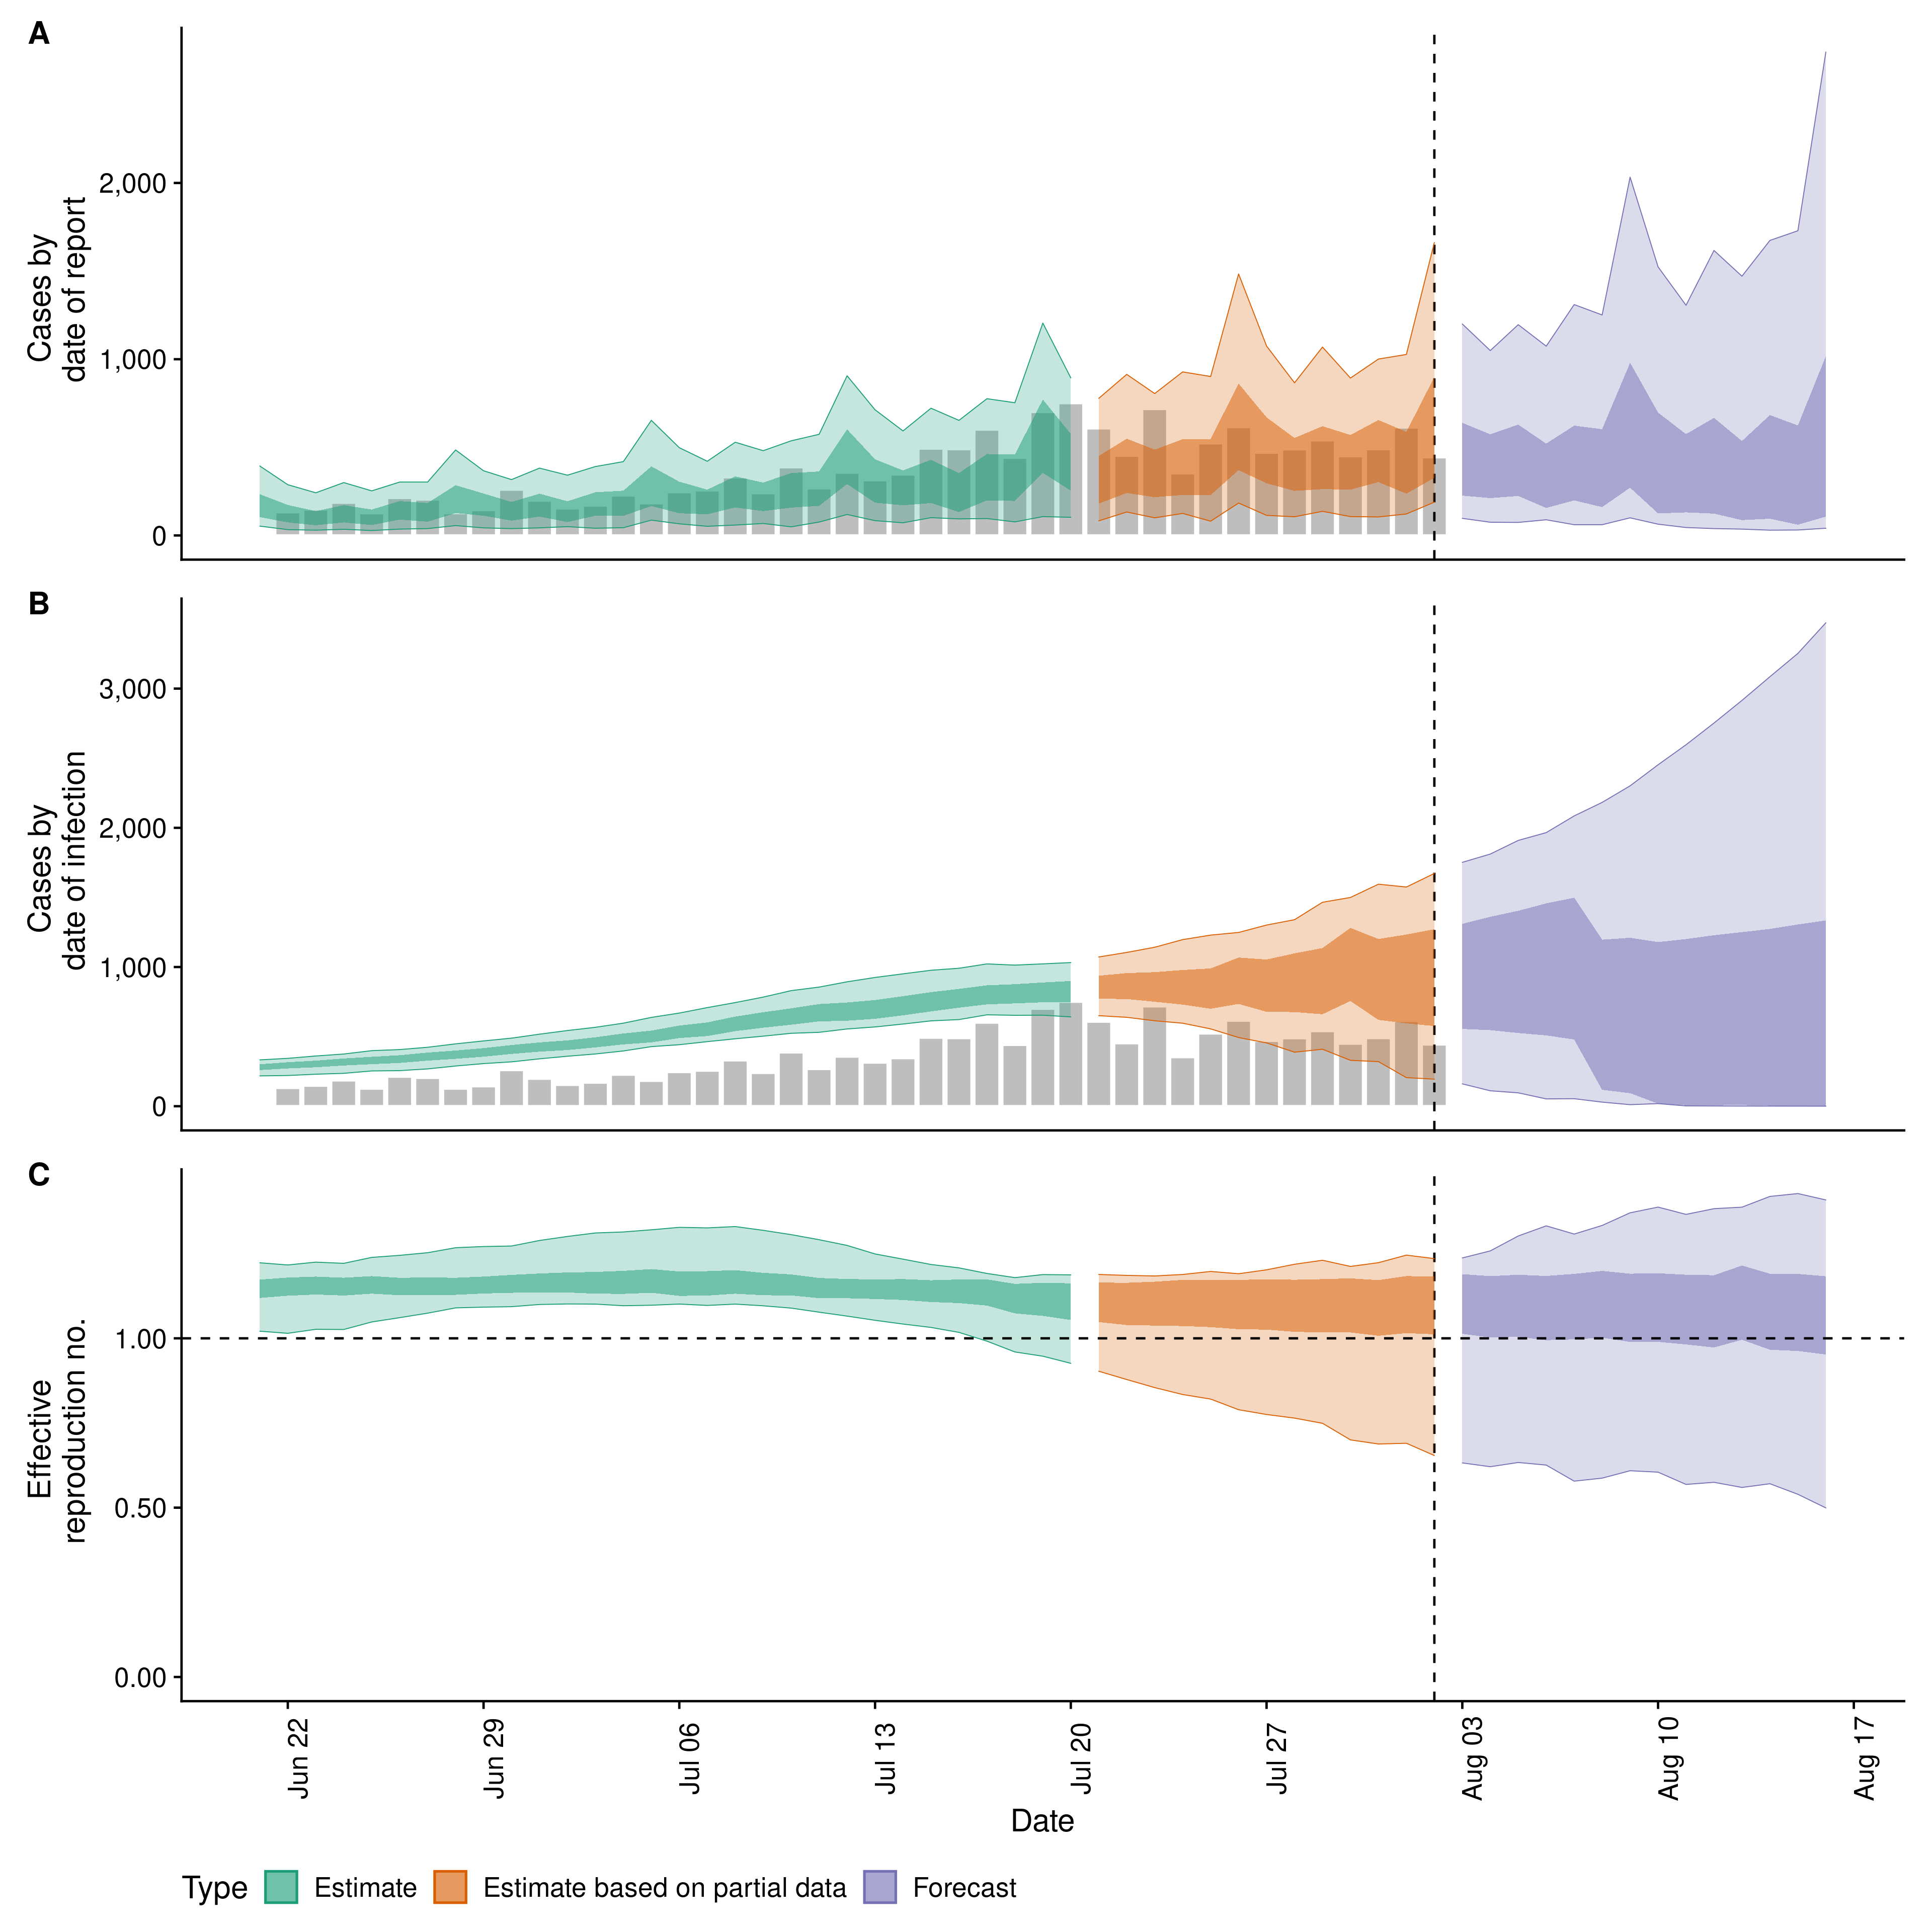 A
Cases by
date of report
2,000
1,000
0
B
Cases by
date of infection
3,000
2,000
1,000
0
C
Effective
reproduction no.
1.00
0.50
0.00
Jun 22
Jun 29
Jul 06
Jul 13
Jul 20
Jul 27
Aug 03
Aug 10
Aug 17
Date
Type
Estimate
Estimate based on partial data
Forecast